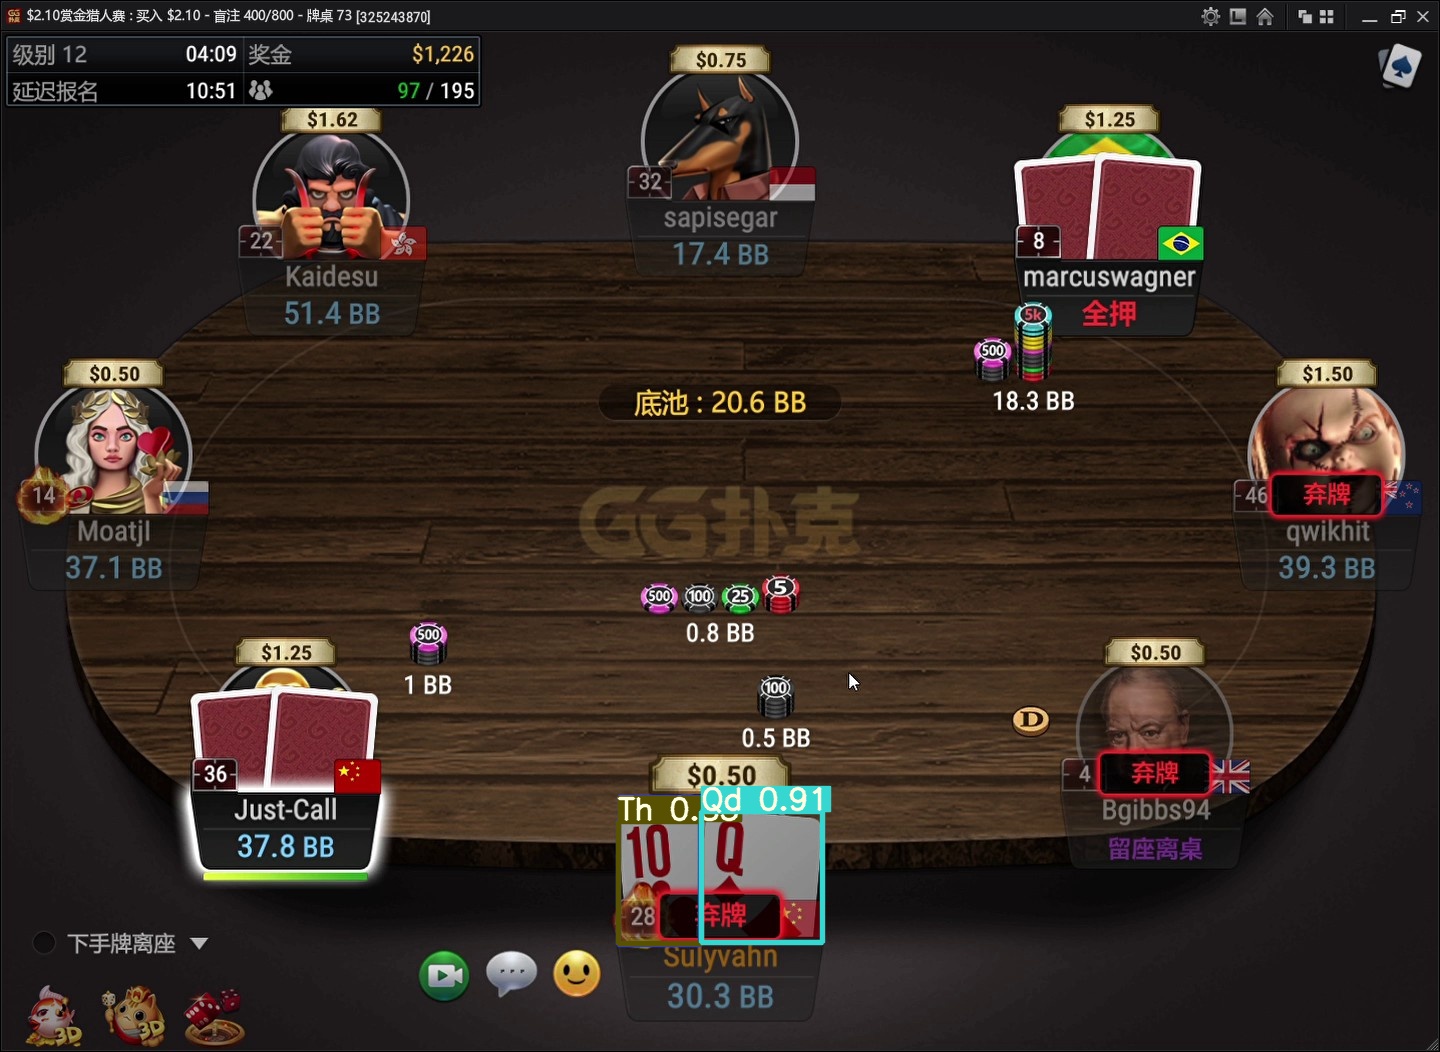 $2.10赏金猎人赛 : 买入 $2.10 - 盲注 400/800 - 牌桌 73 [325243870]
级别 12 04:09 奖金 $1,226
延迟报名 10:51 97 / 195
$0.75
32
sapisegar
17.4 BB
$1.62
22
Kaidesu
51.4 BB
$1.25
8
marcuswagner
全押
5k
500
18.3 BB
底池 : 20.6 BB
$0.50
14
Moatjl
37.1 BB
$1.50
46
弃牌
qwikhit
39.3 BB
GG扑克
500 100 25 5
0.8 BB
500
1 BB
100
0.5 BB
D
$1.25
36
Just-Call
37.8 BB
$0.50
4
弃牌
Bgibbs94
留座离桌
$0.50
Th Qd 0.91
10 Q
28
弃牌
Sulyvahn
30.3 BB
下手牌离座
3D 3D